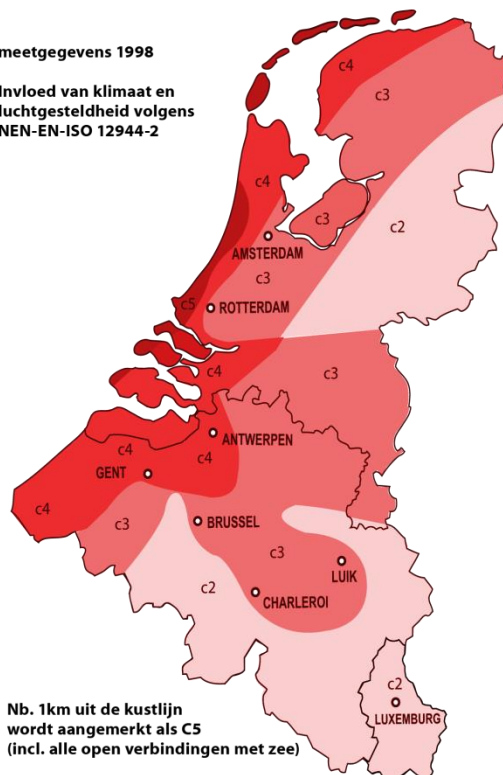 meetgegevens 1998
Invloed van klimaat en
luchtgesteldheid volgens
NEN-EN-ISO 12944-2
c4
c3
c4
c3
c2
AMSTERDAM
c3
c5
ROTTERDAM
c4
c3
ANTWERPEN
c4
c4
GENT
c4
c3
BRUSSEL
c3
LUIK
c2
CHARLEROI
c2
LUXEMBURG
Nb. 1km uit de kustlijn
wordt aangemerkt als C5
(incl. alle open verbindingen met zee)